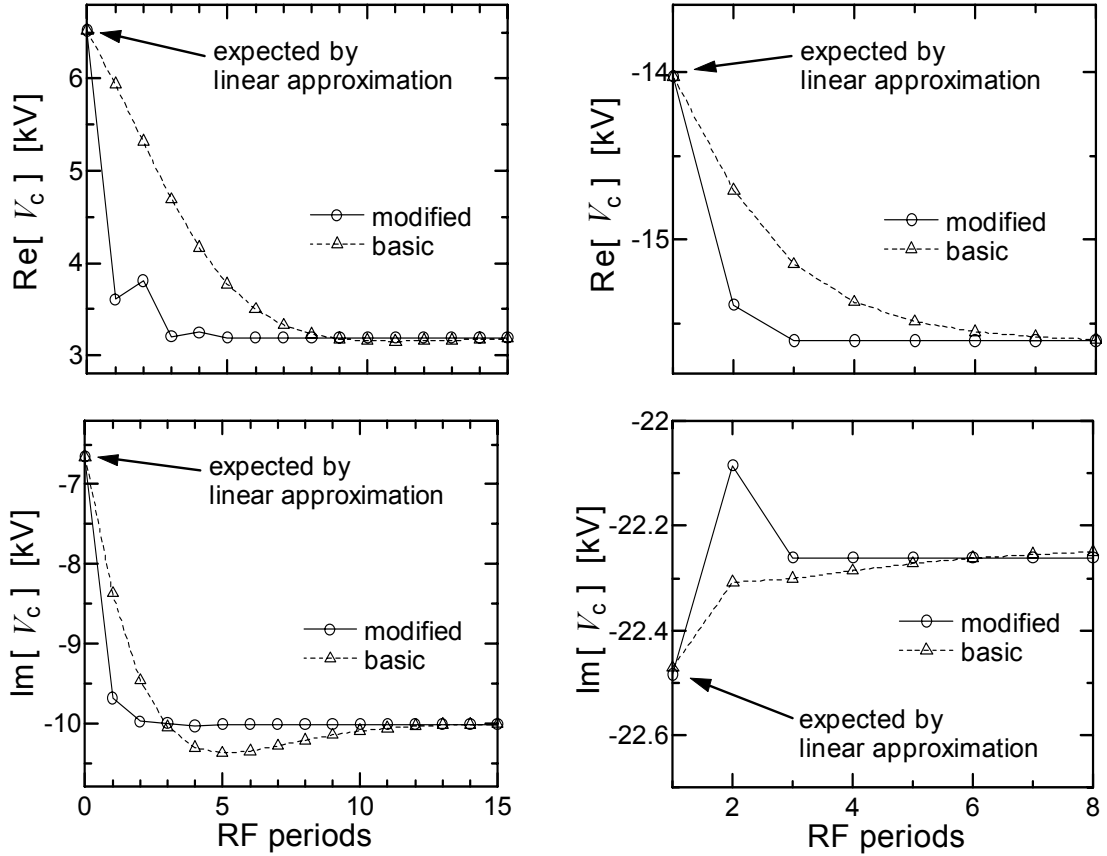 Re[ Vc ] [kV]
6
5
4
3
expected by
linear approximation
modified
basic
Re[ Vc ] [kV]
-14
-15
expected by
linear approximation
modified
basic
Im[ Vc ] [kV]
-7
-8
-9
-10
expected by
linear approximation
modified
basic
0
5
10
15
RF periods
Im[ Vc ] [kV]
-22
-22.2
-22.4
-22.6
modified
basic
expected by
linear approximation
2
4
6
8
RF periods